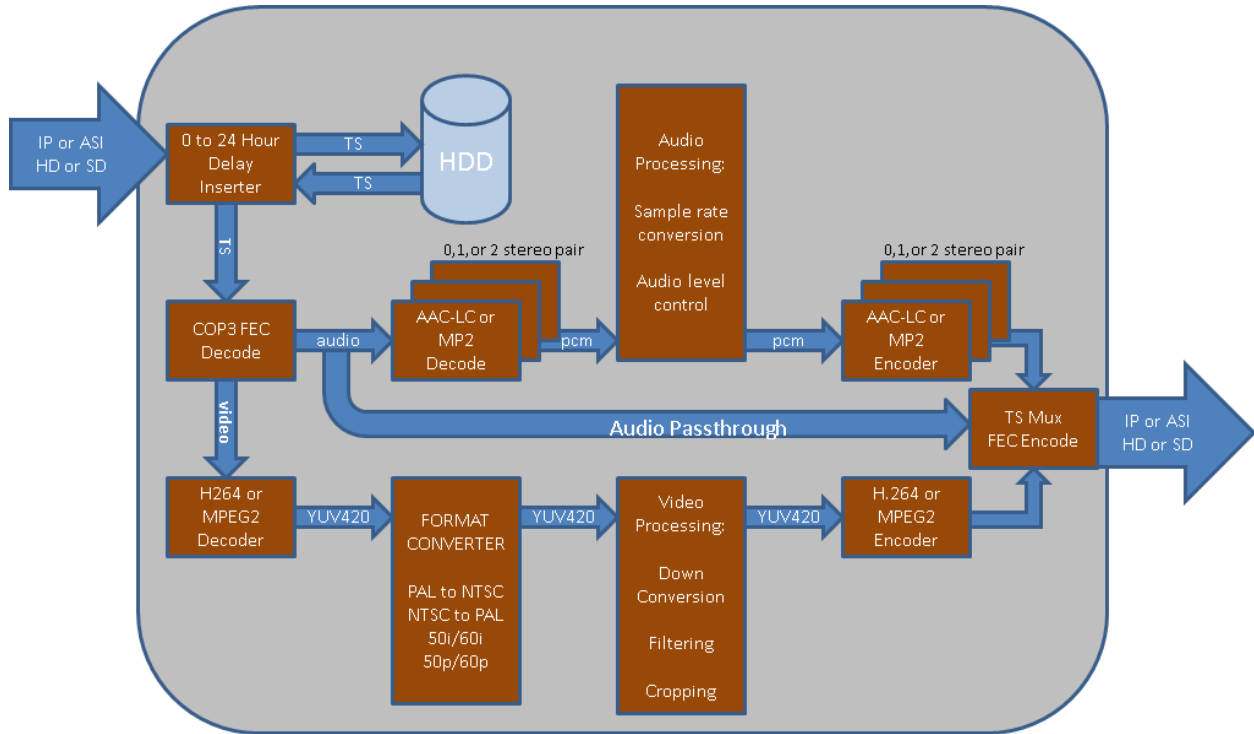 IP or ASI
HD or SD
0 to 24 Hour
Delay
Inserter
TS
TS
HDD
TS
Audio
Processing:
Sample rate
conversion
Audio level
control
0,1,or 2 stereo pair
0,1,or 2 stereo pair
COP3 FEC
Decode
audio
AAC-LC or
MP2
Decode
pcm
pcm
AAC-LC or
MP2
Encoder
video
Audio Passthrough
TS Mux
FEC Encode
IP or ASI
HD or SD
H264 or
MPEG2
Decoder
YUV420
FORMAT
CONVERTER
PAL to NTSC
NTSC to PAL
50i/60i
50p/60p
YUV420
Video
Processing:
Down
Conversion
Filtering
Cropping
YUV420
H.264 or
MPEG2
Encoder